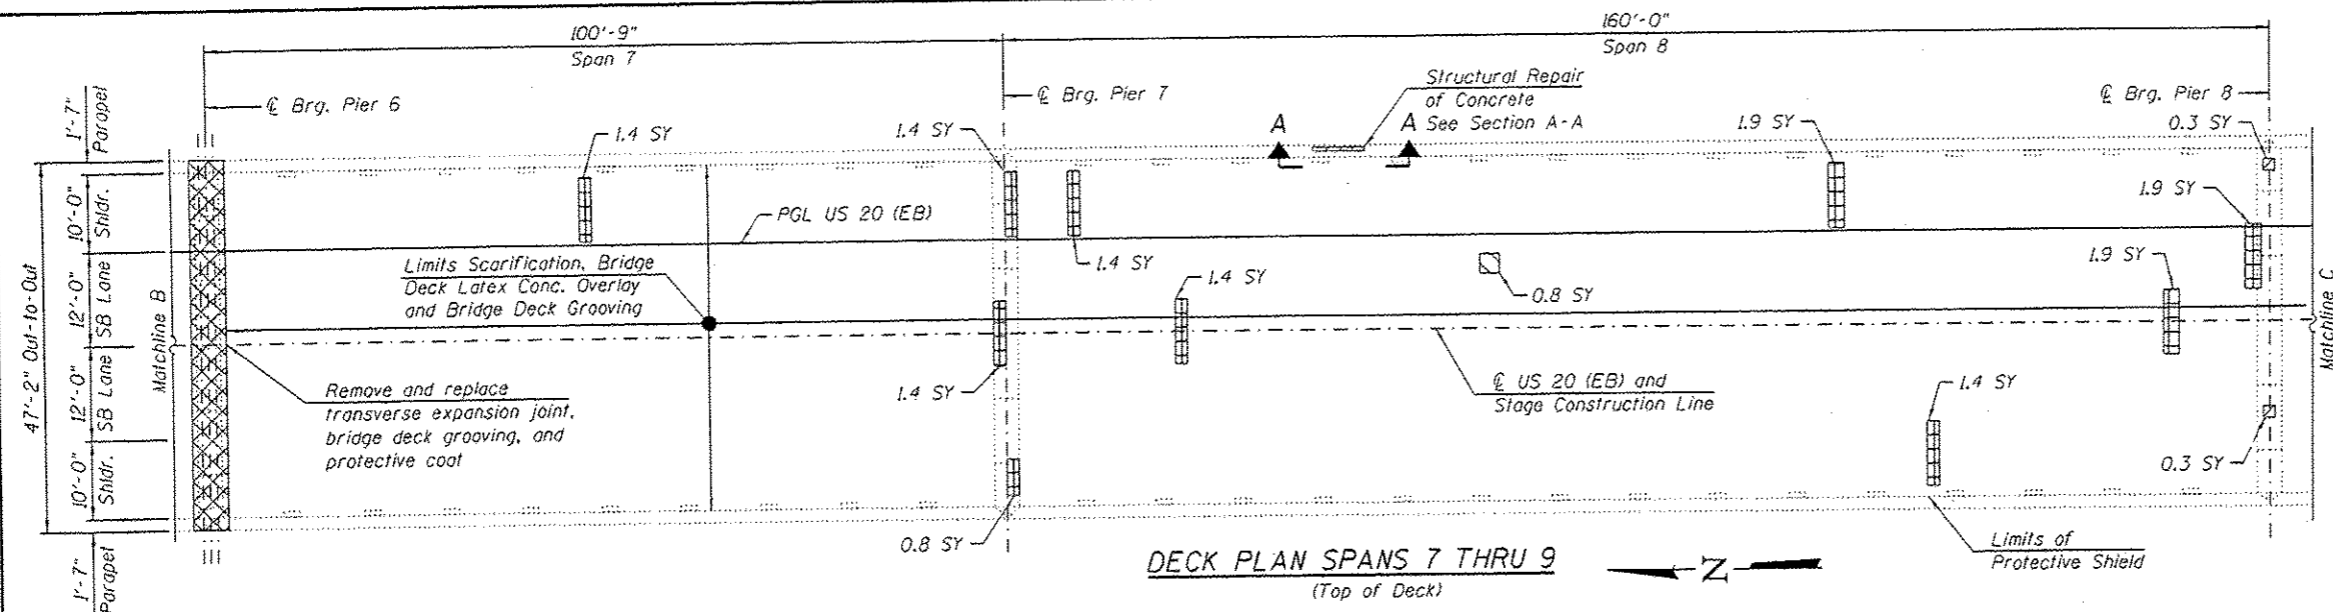 100'-9"
Span 7
160'-0"
Span 8
1'-7"
Parapet
℄ Brg. Pier 6
℄ Brg. Pier 7
Structural Repair
of Concrete
See Section A-A
℄ Brg. Pier 8
1.4 SY
1.4 SY
A
A
1.9 SY
0.3 SY
1.9 SY
47'-2" Out-to-Out
10'-0"
Shldr.
12'-0"
SB Lane
12'-0"
SB Lane
10'-0"
Shldr.
1'-7"
Parapet
Matchline B
PGL US 20 (EB)
Limits Scarification, Bridge
Deck Latex Conc. Overlay
and Bridge Deck Grooving
1.4 SY
1.4 SY
0.8 SY
1.9 SY
Matchline C
Remove and replace
transverse expansion joint,
bridge deck grooving, and
protective coat
1.4 SY
℄ US 20 (EB) and
Stage Construction Line
1.4 SY
0.3 SY
0.8 SY
Limits of
Protective Shield
DECK PLAN SPANS 7 THRU 9
(Top of Deck)
Z